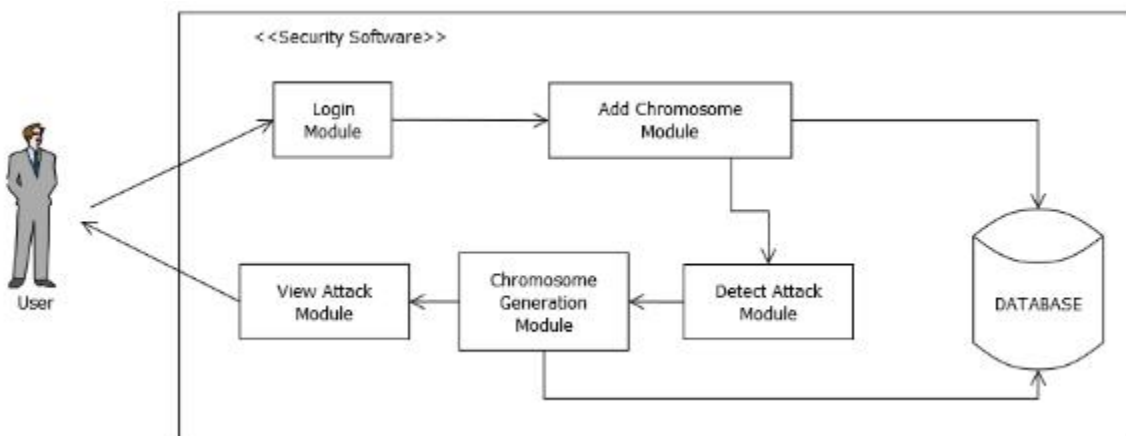 <<Security Software>>
Login
Module
Add Chromosome
Module
User
View Attack
Module
Chromosome
Generation
Module
Detect Attack
Module
DATABASE